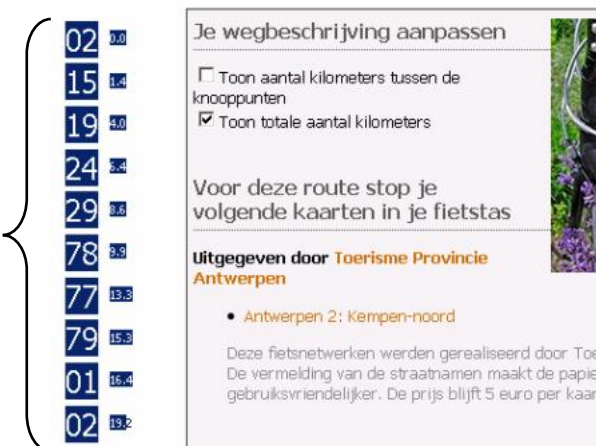 02 0.0
15 1.4
19 4.0
24 5.4
29 8.6
78 9.9
77 13.3
79 15.3
01 16.4
02 19.2
Je wegbeschrijving aanpassen
Toon aantal kilometers tussen de
knooppunten
Toon totale aantal kilometers
Voor deze route stop je
volgende kaarten in je fietstas
Uitgegeven door Toerisme Provincie
Antwerpen
Antwerpen 2: Kempen-noord
Deze fietsnetwerken werden gerealiseerd door Toe
De vermelding van de straatnamen maakt de papie
gebruiksvriendelijker. De prijs blijft 5 euro per kaar